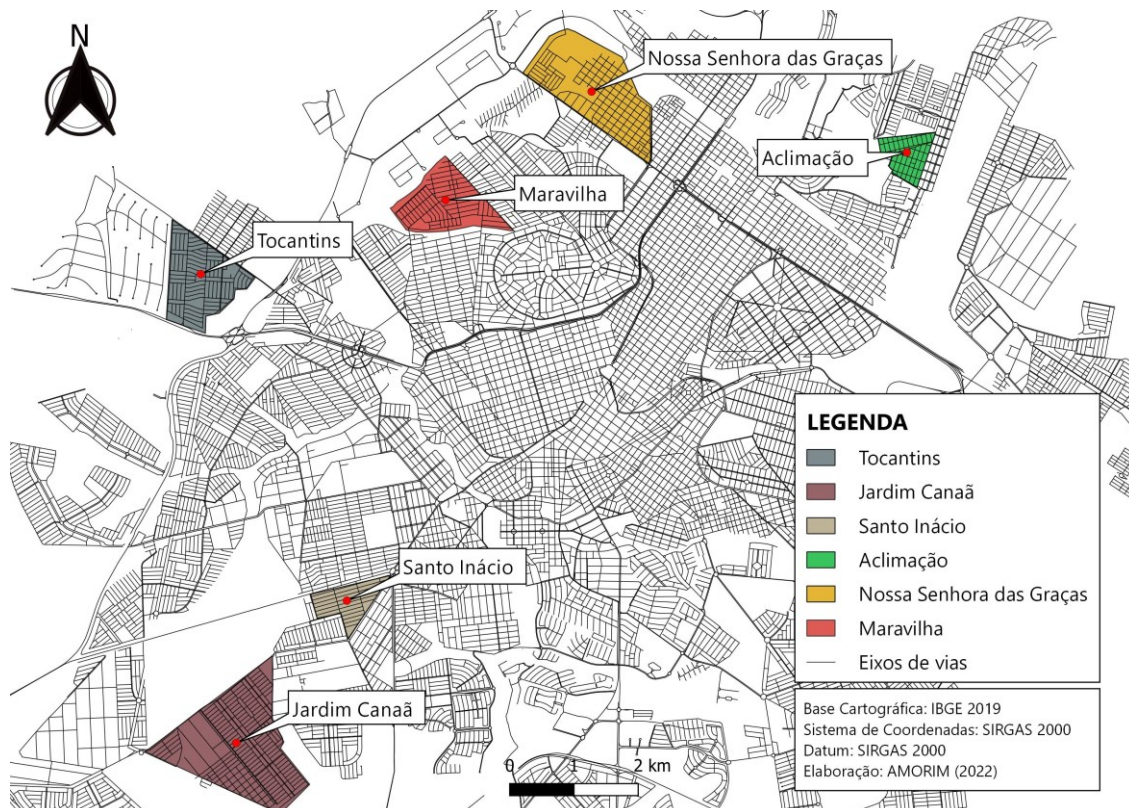 N
Nossa Senhora das Graças
Aclimação
Maravilha
Tocantins
Santo Inácio
Jardim Canaã
LEGENDA
Tocantins
Jardim Canaã
Santo Inácio
Aclimação
Nossa Senhora das Graças
Maravilha
Eixos de vias
Base Cartográfica: IBGE 2019
Sistema de Coordenadas: SIRGAS 2000
Datum: SIRGAS 2000
Elaboração: AMORIM (2022)
0 1 2 km